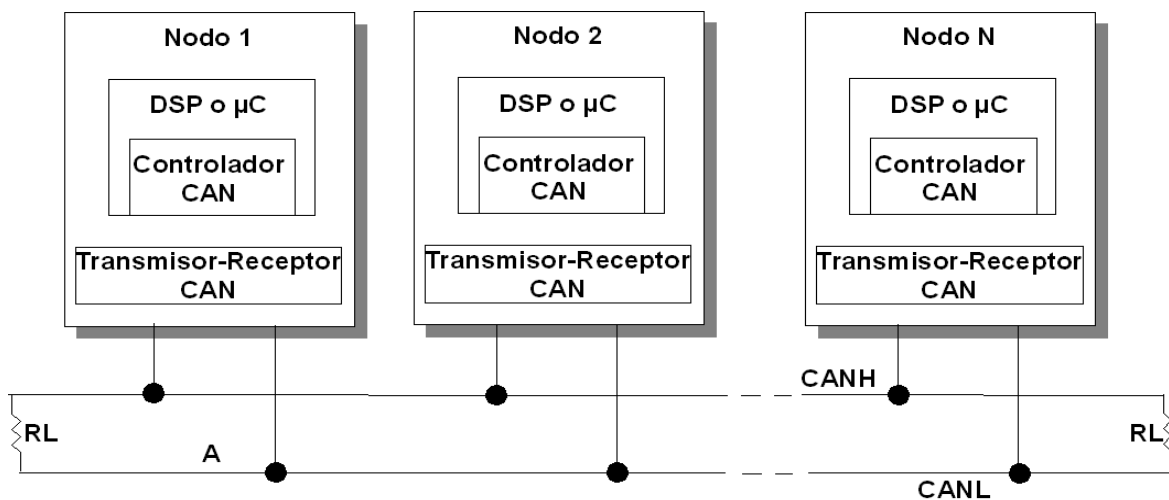 Nodo 1
DSP o µC
Controlador
CAN
Transmisor-Receptor
CAN
Nodo 2
DSP o µC
Controlador
CAN
Transmisor-Receptor
CAN
Nodo N
DSP o µC
Controlador
CAN
Transmisor-Receptor
CAN
CANH
RL
A
RL
CANL